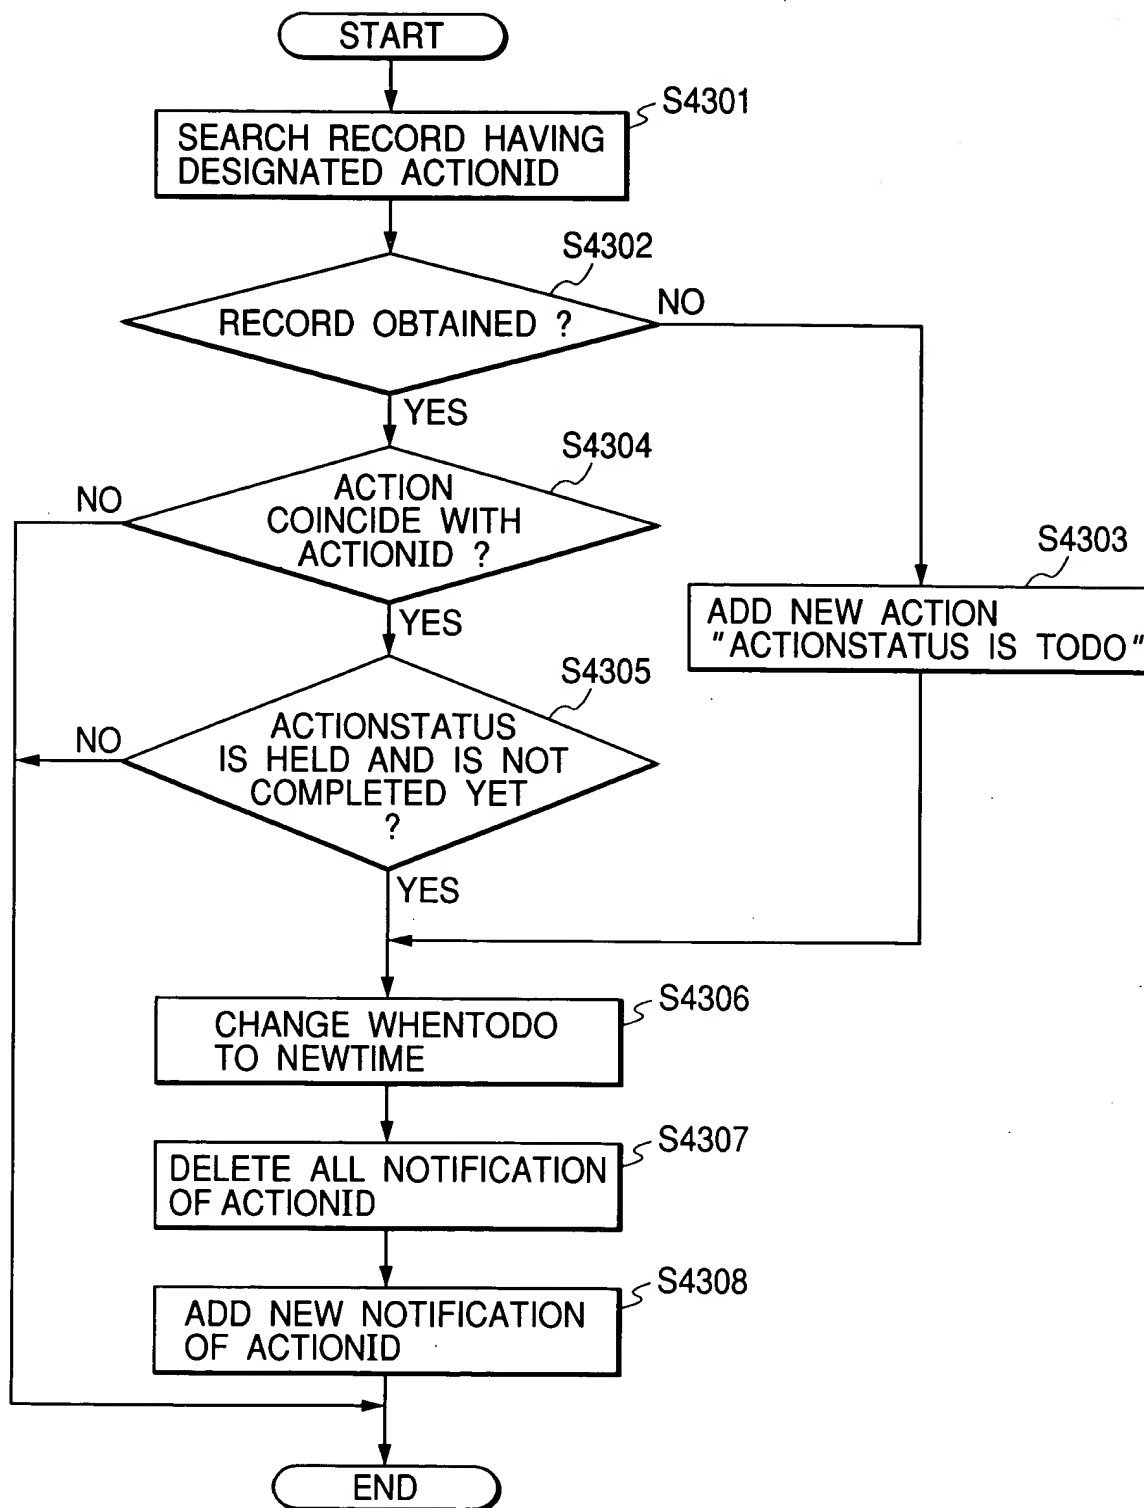 START
S4301
SEARCH RECORD HAVING
DESIGNATED ACTIONID
S4302
RECORD OBTAINED ?
NO
YES
S4304
ACTION
COINCIDE WITH
ACTIONID ?
NO
YES
S4303
ADD NEW ACTION
"ACTIONSTATUS IS TODO"
S4305
ACTIONSTATUS
IS HELD AND IS NOT
COMPLETED YET
?
NO
YES
S4306
CHANGE WHENTODO
TO NEWTIME
S4307
DELETE ALL NOTIFICATION
OF ACTIONID
S4308
ADD NEW NOTIFICATION
OF ACTIONID
END